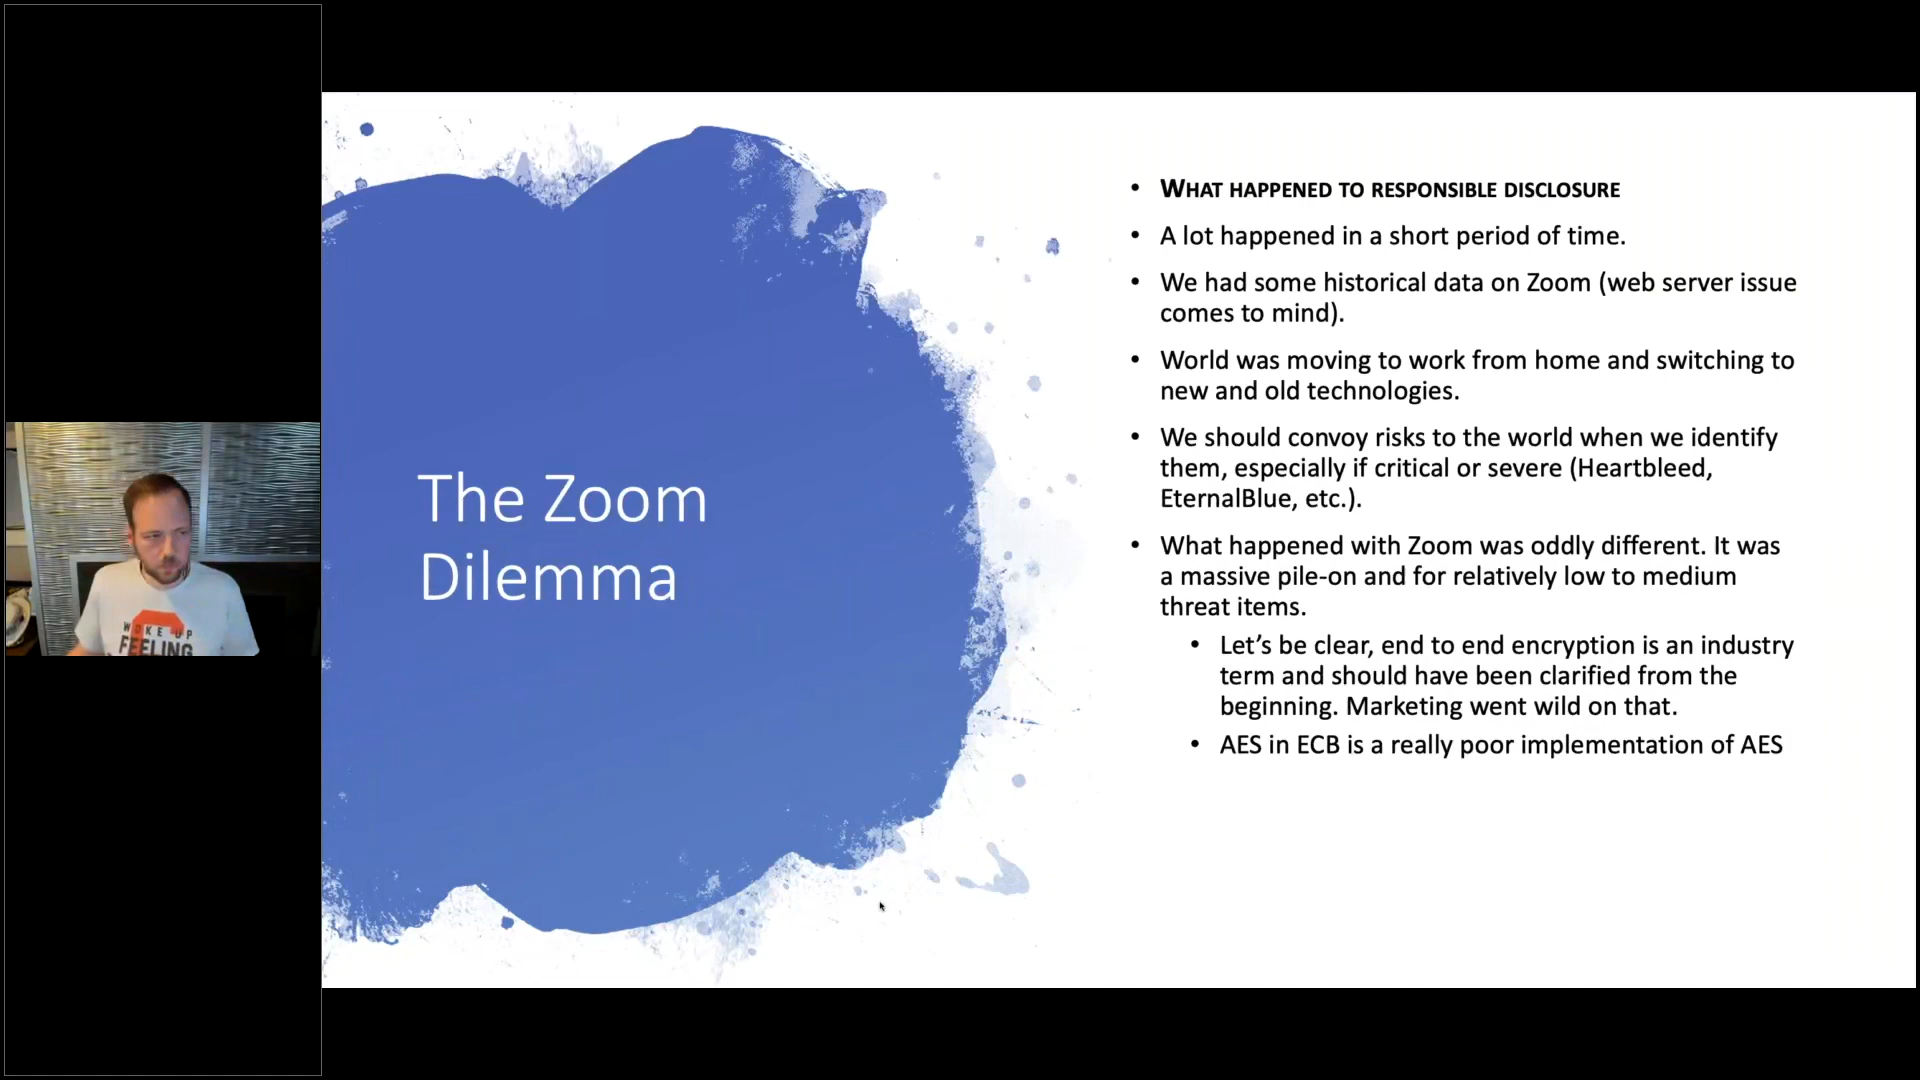 The Zoom
Dilemma
• WHAT HAPPENED TO RESPONSIBLE DISCLOSURE
• A lot happened in a short period of time.
• We had some historical data on Zoom (web server issue
comes to mind).
• World was moving to work from home and switching to
new and old technologies.
• We should convoy risks to the world when we identify
them, especially if critical or severe (Heartbleed,
EternalBlue, etc.).
• What happened with Zoom was oddly different. It was
a massive pile-on and for relatively low to medium
threat items.
• Let’s be clear, end to end encryption is an industry
term and should have been clarified from the
beginning. Marketing went wild on that.
• AES in ECB is a really poor implementation of AES
WOKE UP
FEELING